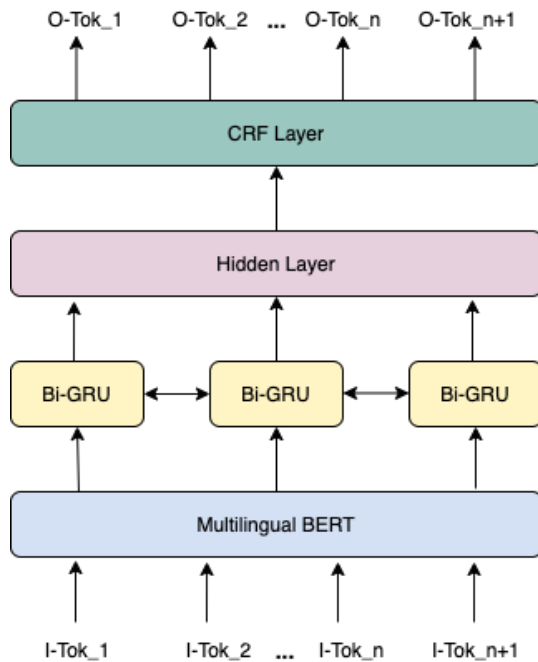 O-Tok_1 O-Tok_2 ... O-Tok_n O-Tok_n+1
CRF Layer
Hidden Layer
Bi-GRU Bi-GRU Bi-GRU
Multilingual BERT
I-Tok_1 I-Tok_2 ... I-Tok_n I-Tok_n+1